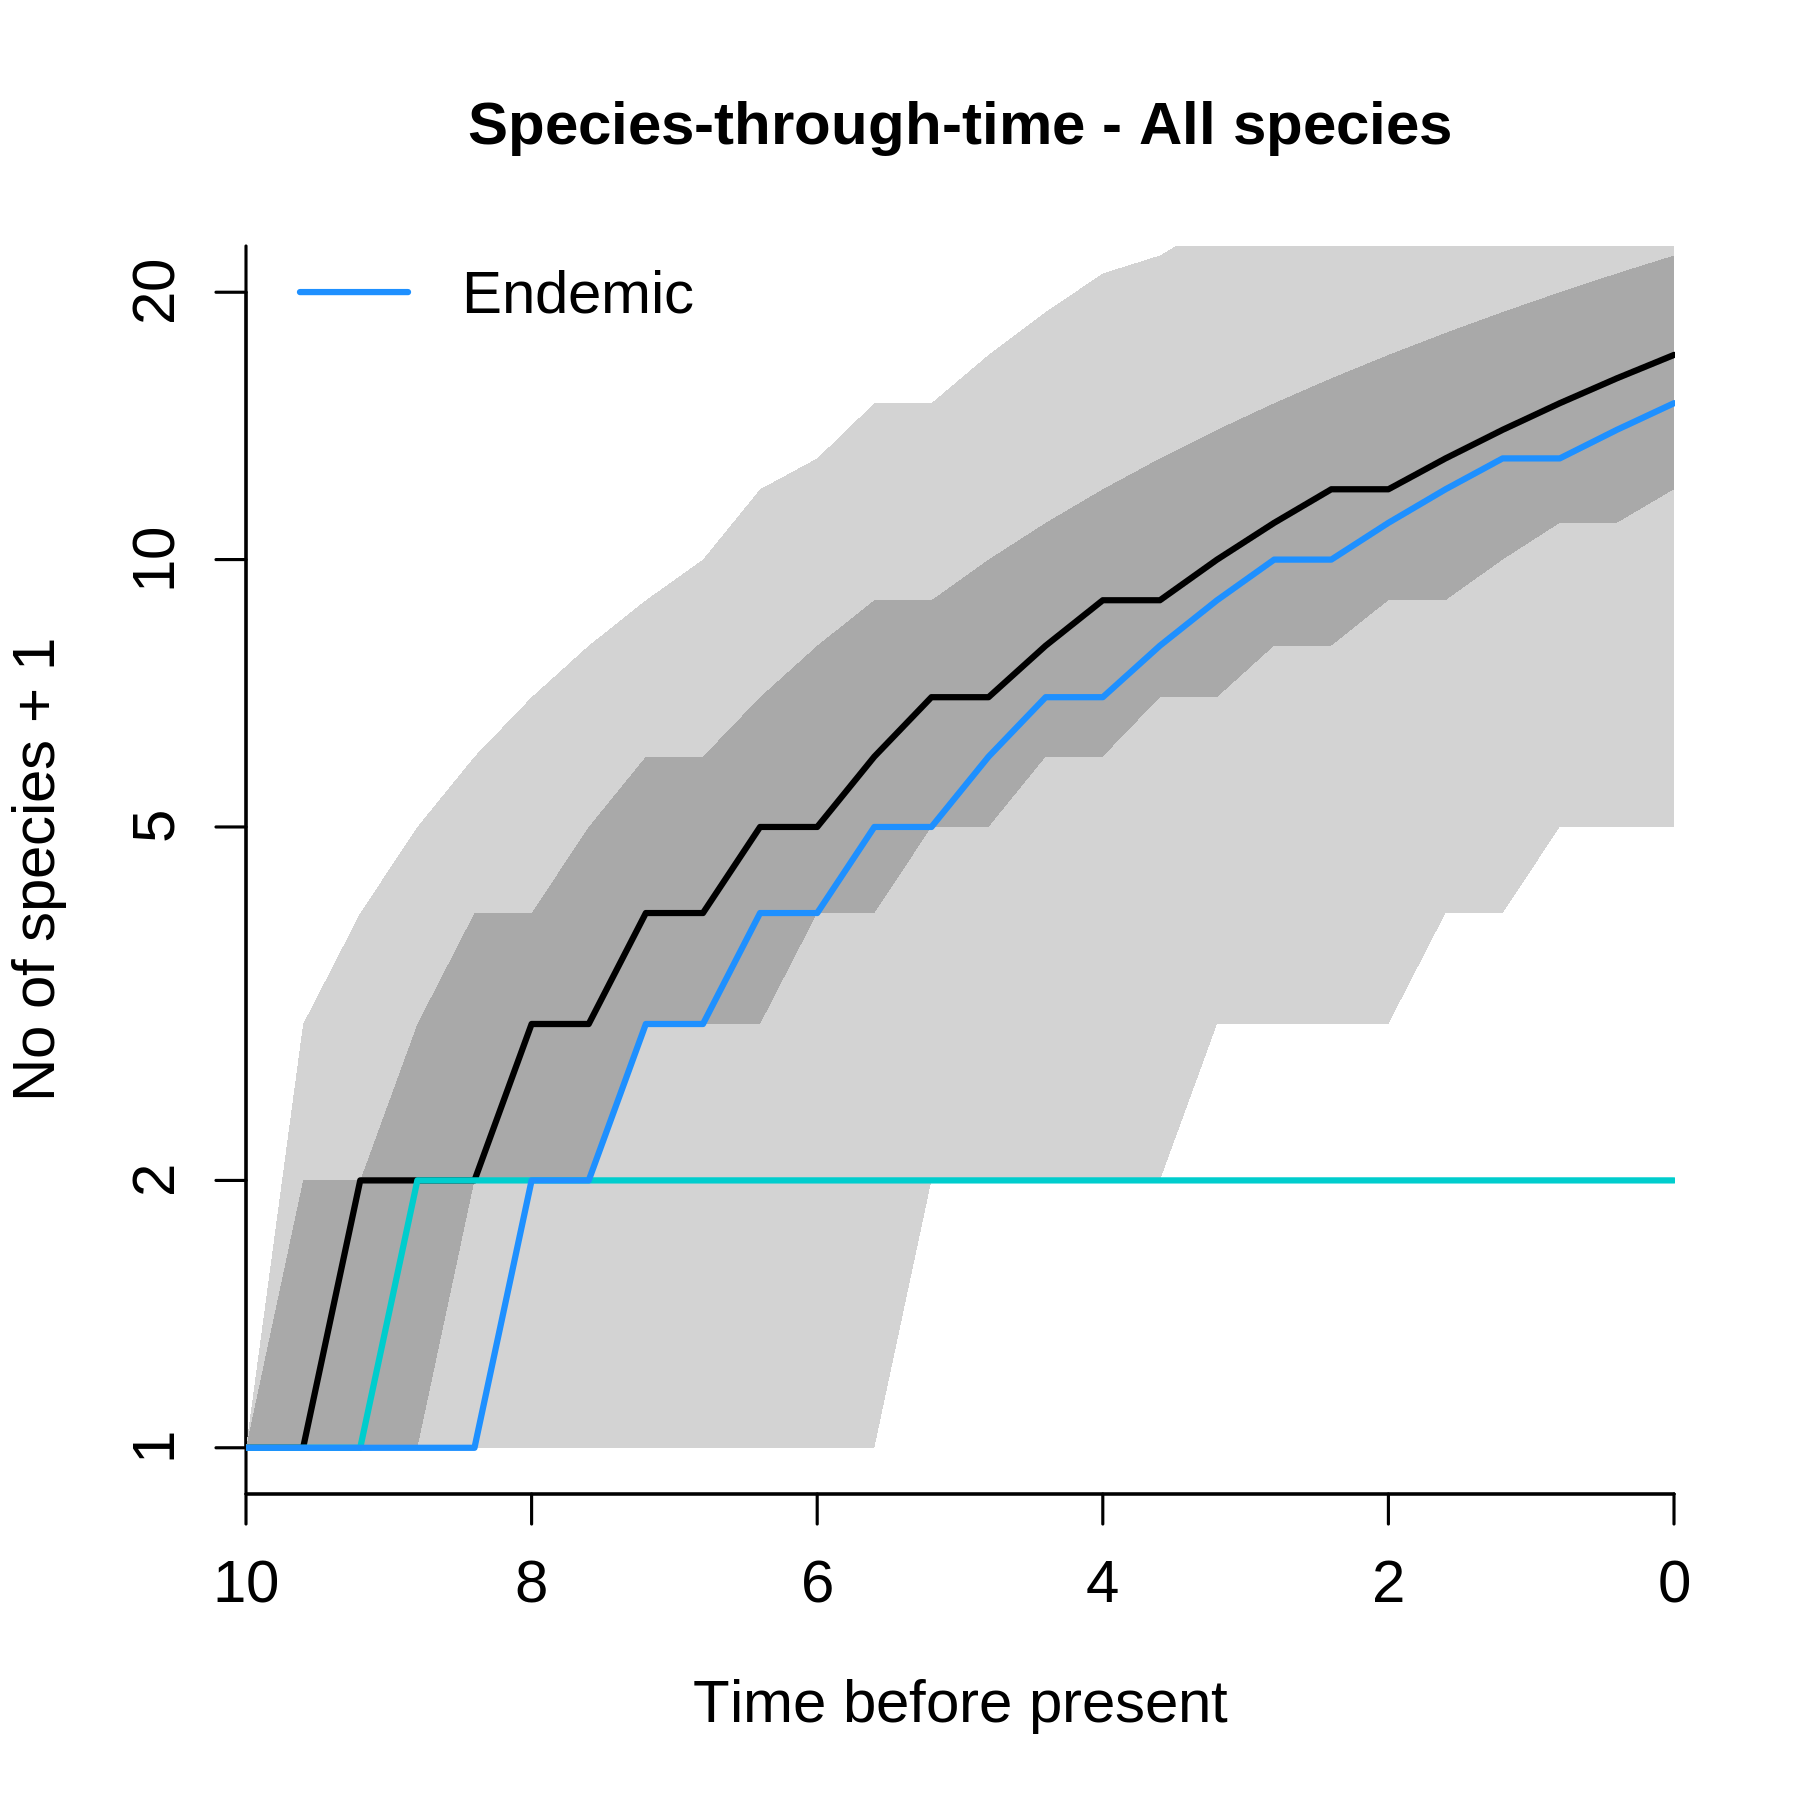 Species-through-time - All species
Endemic
No of species + 1
20
10
5
2
1
10 8 6 4 2 0
Time before present